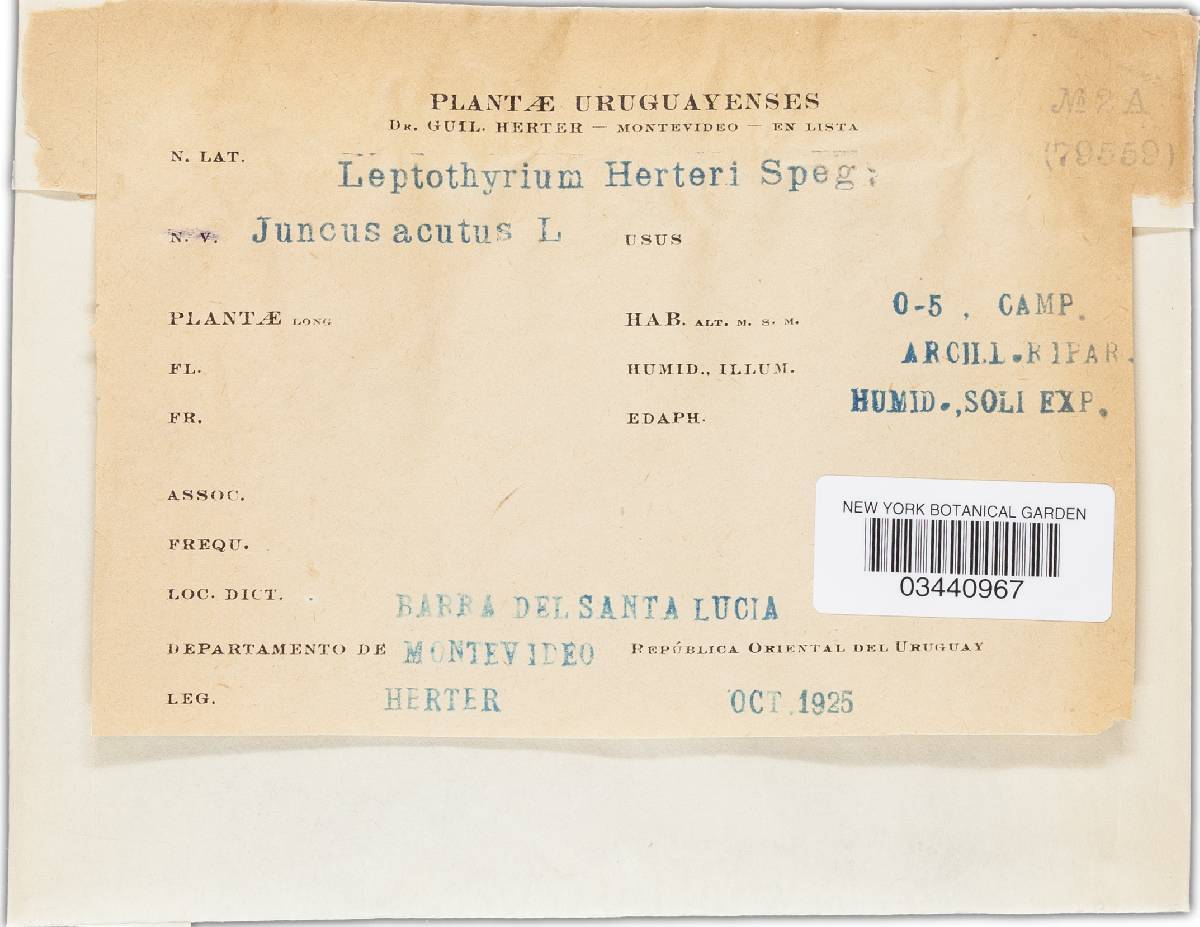 PLANTÆ URUGUAYENSES
Nº 2 A
DR. GUIL. HERTER — MONTEVIDEO — EN LISTA
(79559)
N. LAT.
Leptothyrium Herteri Speg.
N. V. Juncus acutus L USUS
PLANTÆ LONG HAB. ALT. M. S. M. 0-5 , CAMP.
FL. HUMID., ILLUM. ARCILL.RIPAR.
FR. EDAPH. HUMID.,SOLI EXP.
ASSOC.
NEW YORK BOTANICAL GARDEN
FREQU.
03440967
LOC. DICT. BARRA DEL SANTA LUCIA
DEPARTAMENTO DE MONTEVIDEO REPÚBLICA ORIENTAL DEL URUGUAY
LEG. HERTER OCT.1925